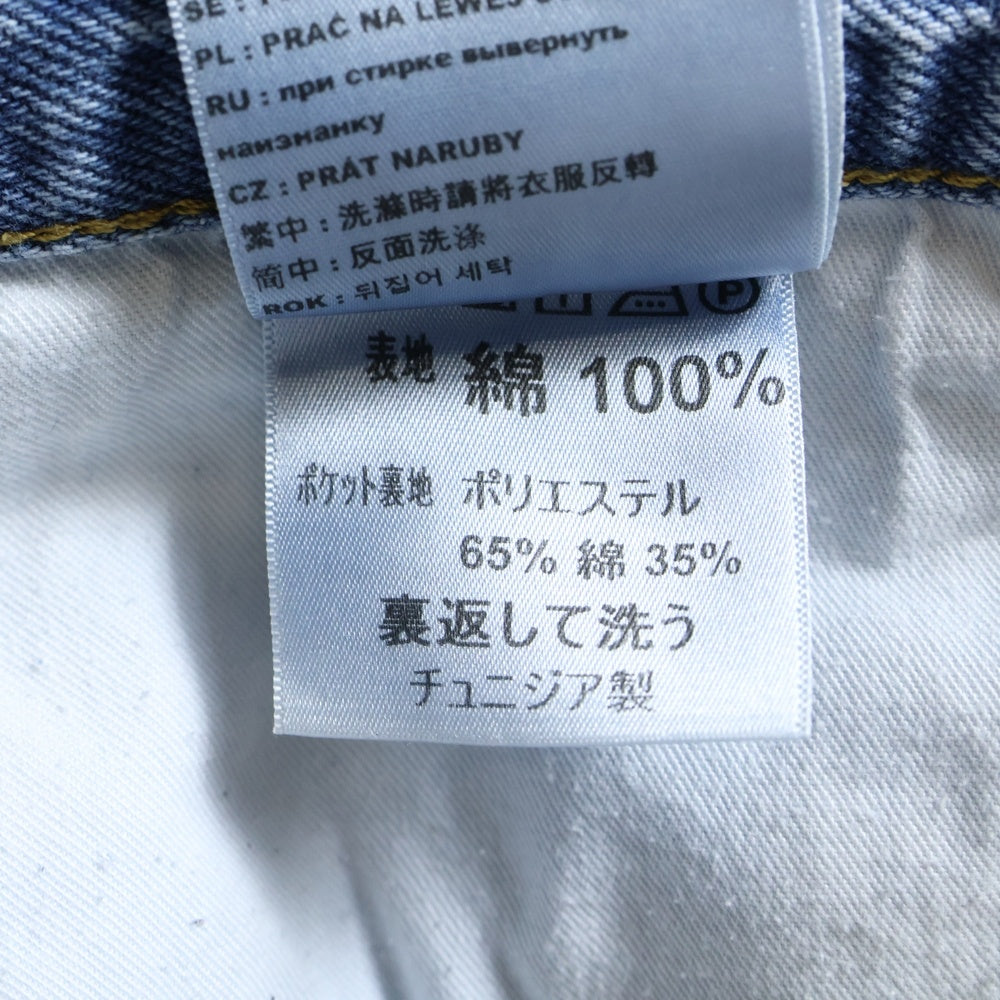 SE :
PL : PRAĆ NA LEWEJ
RU : при стирке вывернуть
наизнанку
CZ : PRÁT NARUBY
繁中 : 洗滌時請將衣服反轉
简中 : 反面洗涤
ROK : 뒤집어 세탁
P
表地 綿 100%
ポケット裏地 ポリエステル
65% 綿 35%
裏返して洗う
チュニジア製